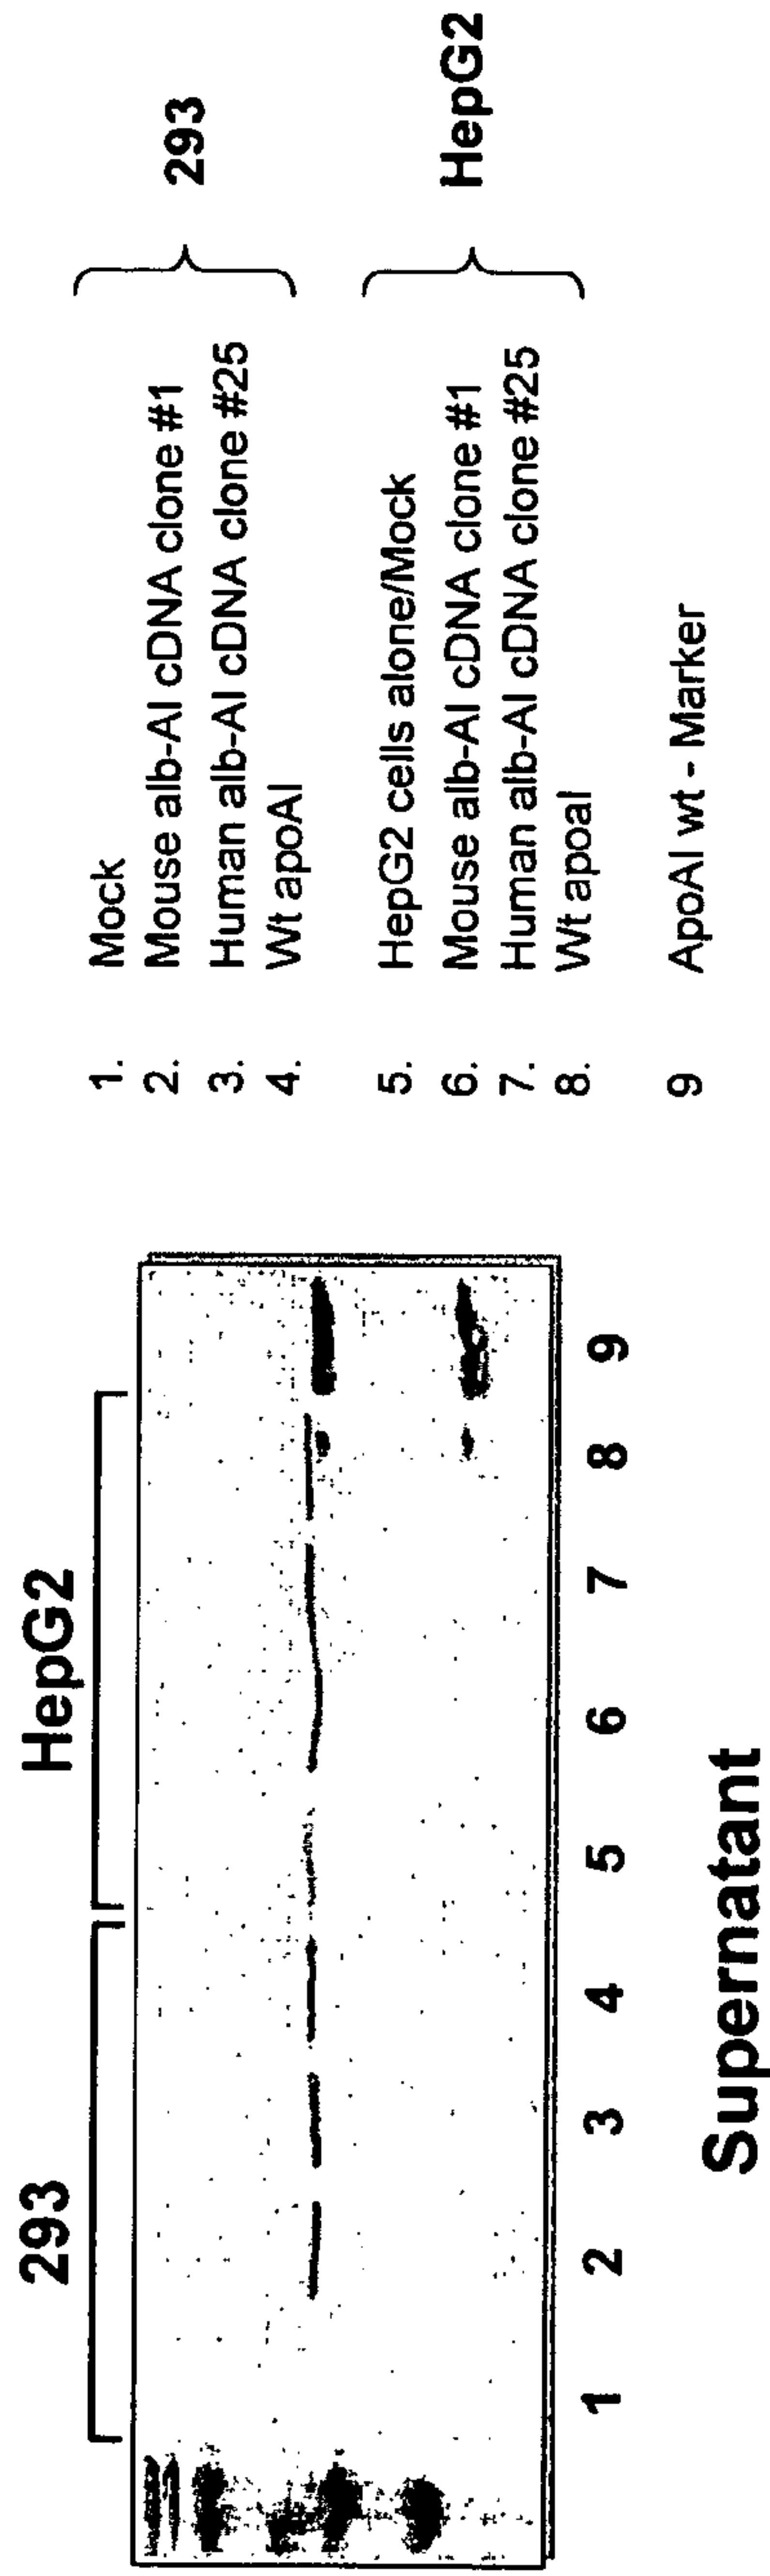 293 HepG2
1 2 3 4 5 6 7 8 9
Supernatant
1. Mock
2. Mouse alb-AI cDNA clone #1
3. Human alb-AI cDNA clone #25
4. Wt apoAI
293
5. HepG2 cells alone/Mock
6. Mouse alb-AI cDNA clone #1
7. Human alb-AI cDNA clone #25
8. Wt apoaI
HepG2
9 ApoAI wt - Marker